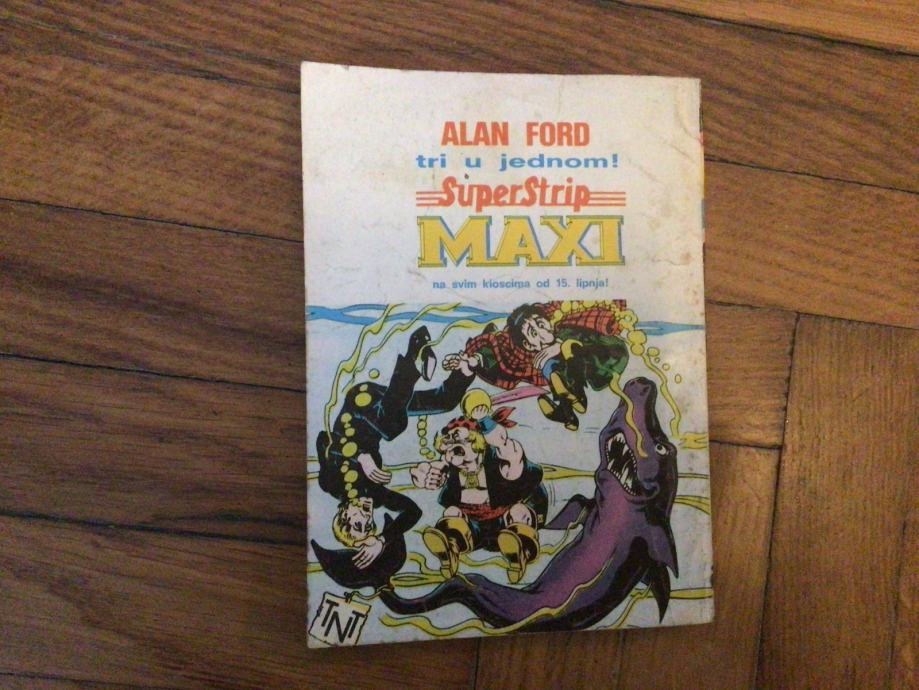 ALAN FORD
tri u jednom!
SuperStrip
MAXI
na svim kioscima od 15. lipnja!
TNT